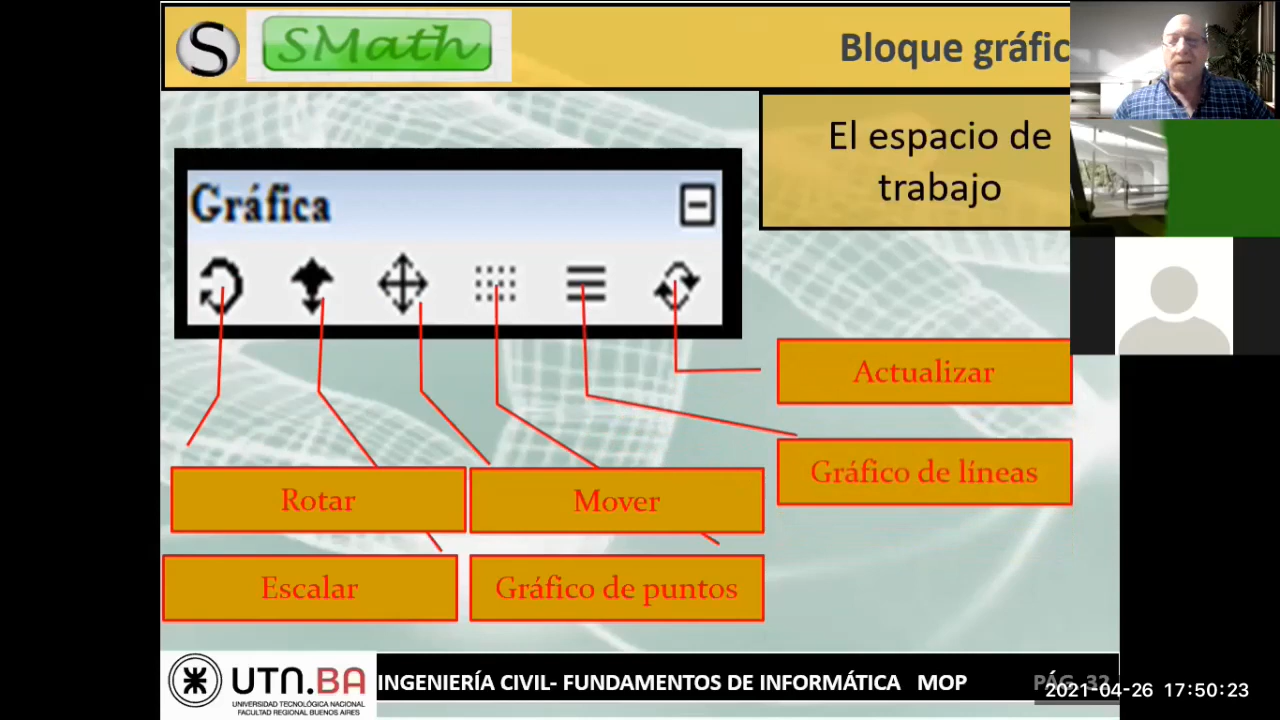 S
SMath
Bloque gráfic
El espacio de
trabajo
Gráfica
Actualizar
Gráfico de líneas
Rotar
Mover
Escalar
Gráfico de puntos
UTN.BA
UNIVERSIDAD TECNOLÓGICA NACIONAL
FACULTAD REGIONAL BUENOS AIRES
INGENIERÍA CIVIL- FUNDAMENTOS DE INFORMÁTICA MOP
PÁG. 32
2021-04-26 17:50:23